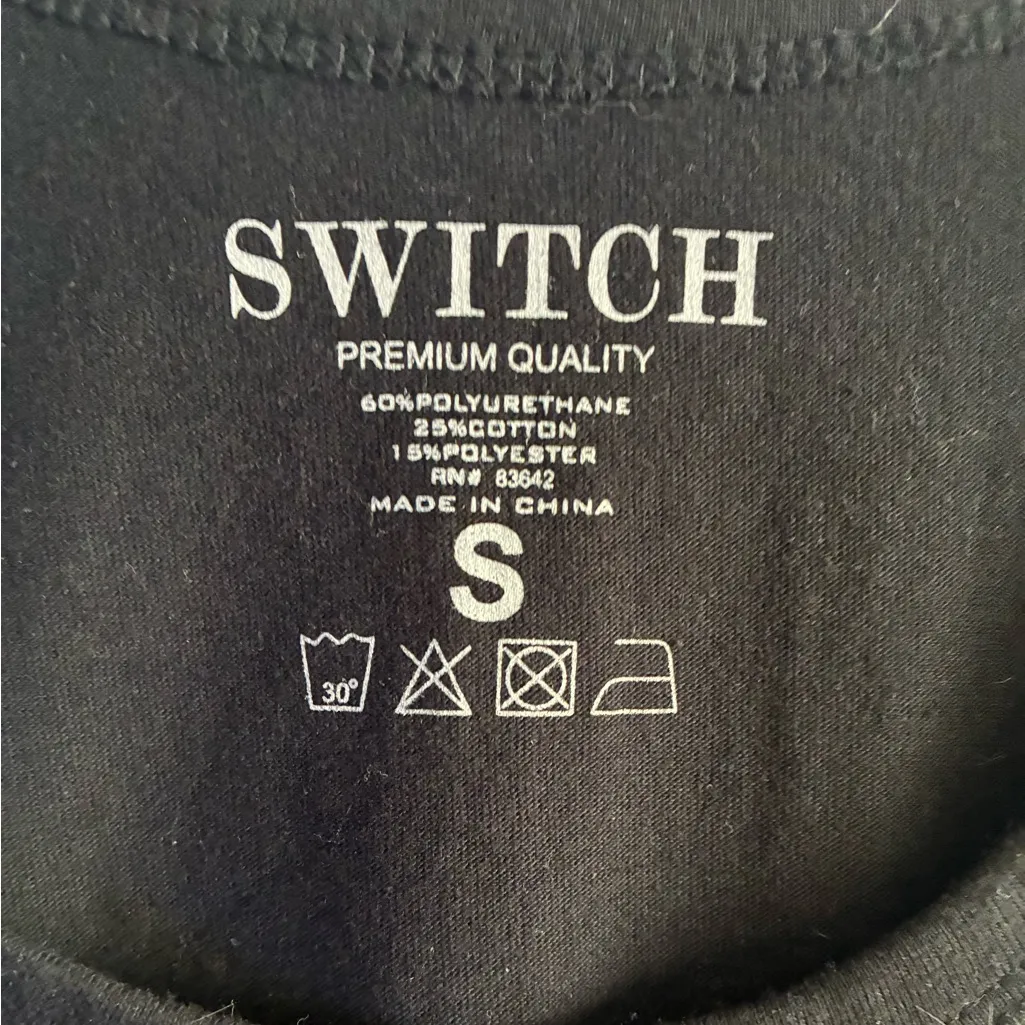 SWITCH
PREMIUM QUALITY
60%POLYURETHANE
25%COTTON
15%POLYESTER
RN# 83642
MADE IN CHINA
S
30°